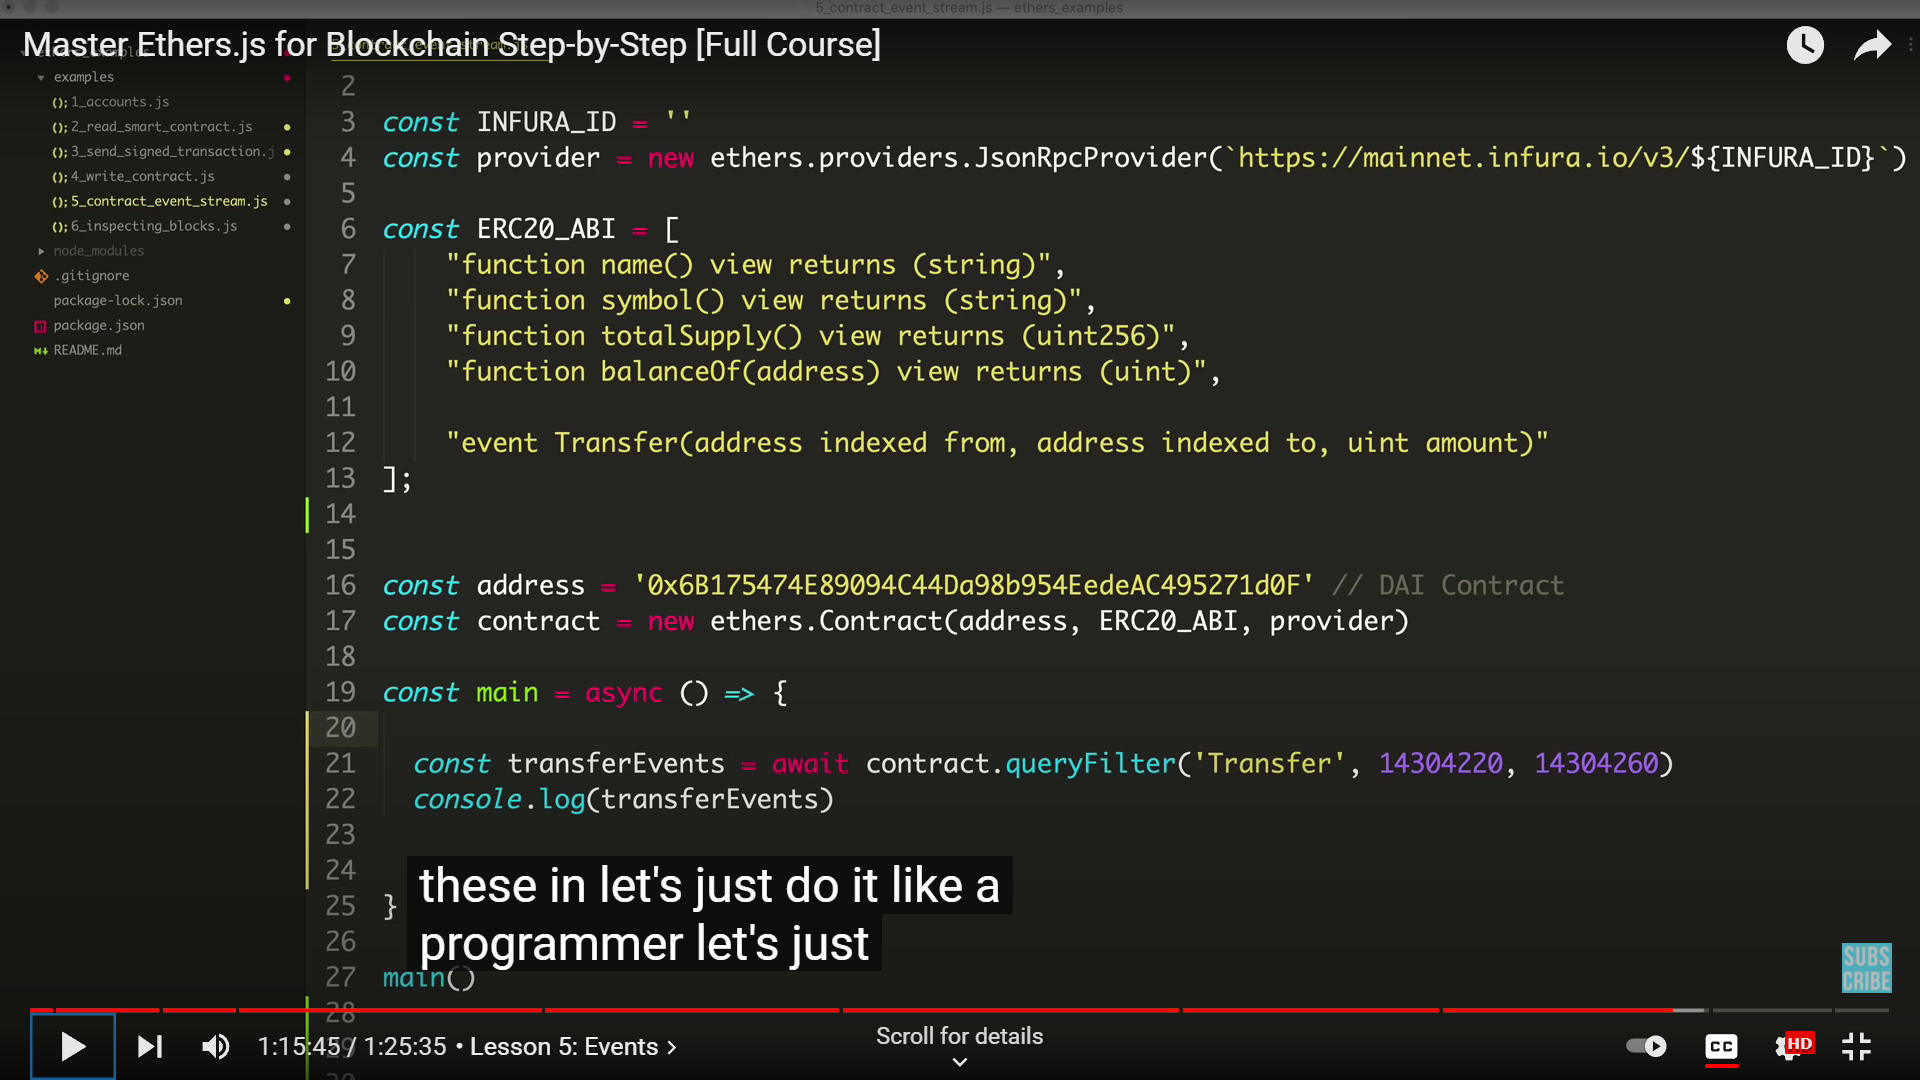 5_contract_event_stream.js — ethers_examples
Master Ethers.js for Blockchain Step-by-Step [Full Course]
examples
1_accounts.js
2_read_smart_contract.js
3_send_signed_transaction.j
4_write_contract.js
5_contract_event_stream.js
6_inspecting_blocks.js
node_modules
.gitignore
package-lock.json
package.json
README.md
2
3 const INFURA_ID = ''
4 const provider = new ethers.providers.JsonRpcProvider(`https://mainnet.infura.io/v3/${INFURA_ID}`)
5
6 const ERC20_ABI = [
7 "function name() view returns (string)",
8 "function symbol() view returns (string)",
9 "function totalSupply() view returns (uint256)",
10 "function balanceOf(address) view returns (uint)",
11
12 "event Transfer(address indexed from, address indexed to, uint amount)"
13 ];
14
15
16 const address = '0x6B175474E89094C44Da98b954EedeAC495271d0F' // DAI Contract
17 const contract = new ethers.Contract(address, ERC20_ABI, provider)
18
19 const main = async () => {
20
21 const transferEvents = await contract.queryFilter('Transfer', 14304220, 14304260)
22 console.log(transferEvents)
23
24
25 }
26
27 main()
28
these in let's just do it like a
programmer let's just
SUBS
CRIBE
1:15:45 / 1:25:35 • Lesson 5: Events
Scroll for details
CC
HD